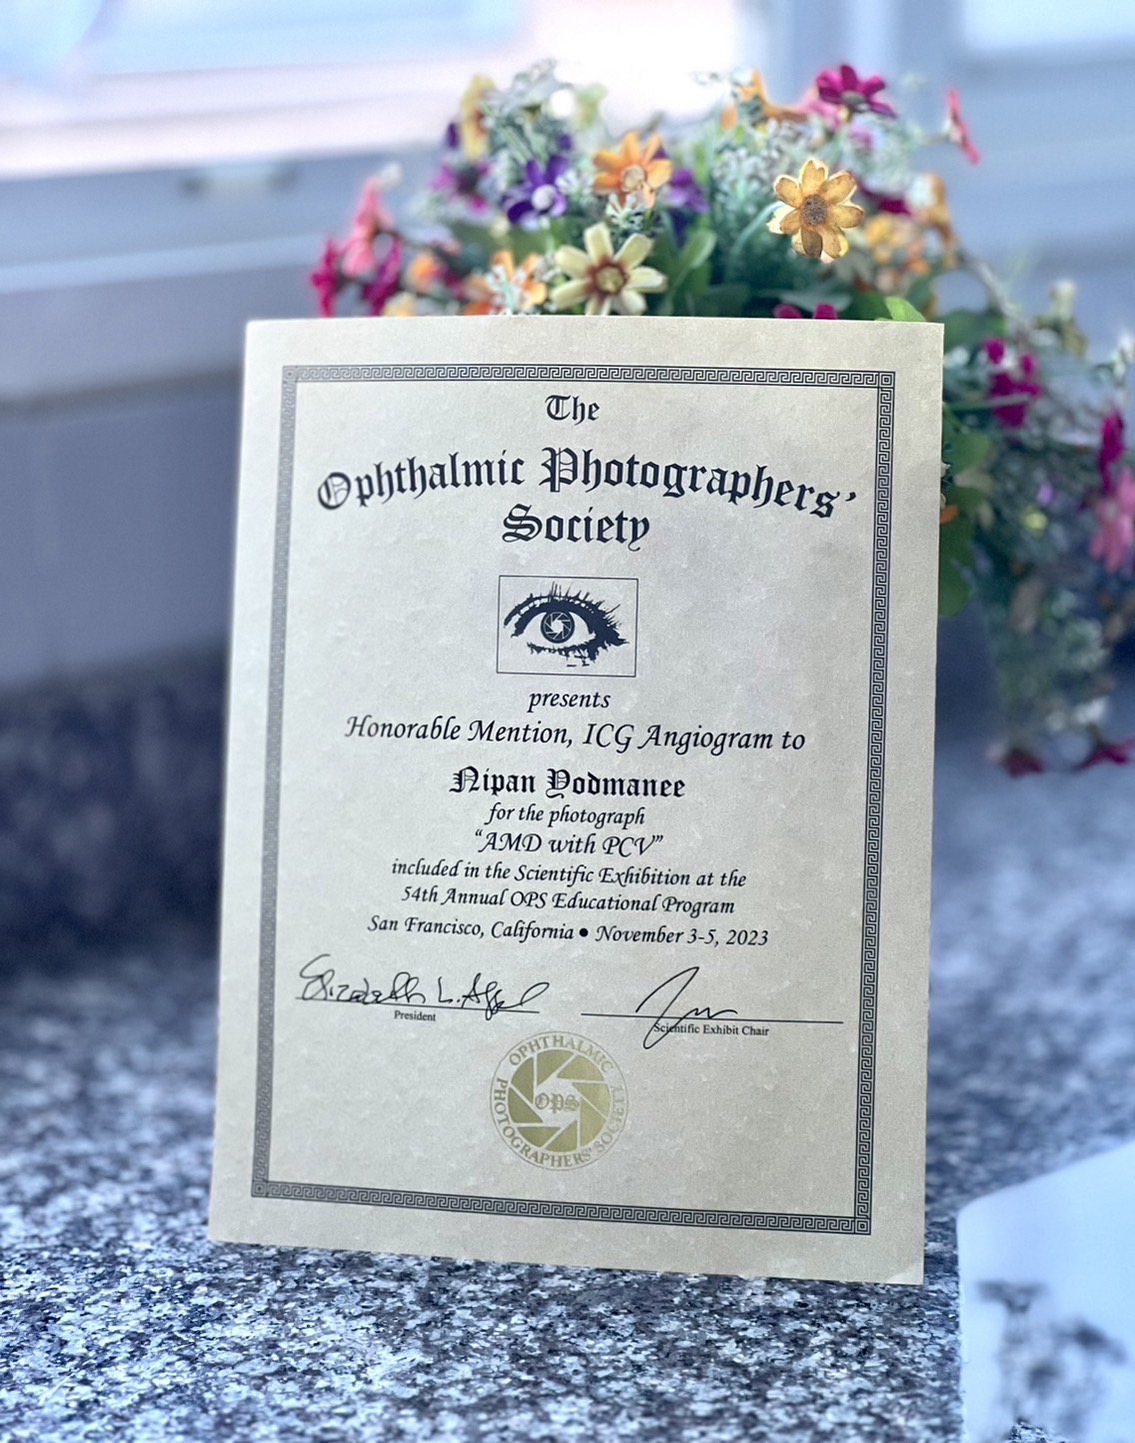 The
Ophthalmic Photographers'
Society
presents
Honorable Mention, ICG Angiogram to
Nipan Yodmanee
for the photograph
"AMD with PCV"
included in the Scientific Exhibition at the
54th Annual OPS Educational Program
San Francisco, California • November 3-5, 2023
Elizabeth L. Affel
President
Scientific Exhibit Chair
OPHTHALMIC
PHOTOGRAPHERS' SOCIETY
OPS